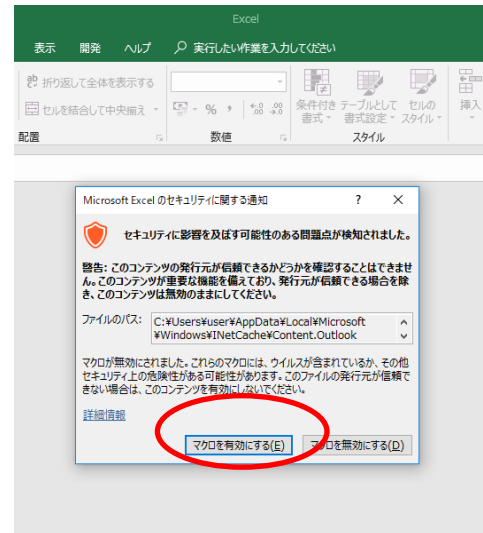 Excel
表示 開発 ヘルプ 実行したい作業を入力してください
折り返して全体を表示する
セルを結合して中央揃え
% ,
.00
.00
条件付き書式
テーブルとして書式設定
セルのスタイル
挿入
配置 数値 スタイル
Microsoft Excel のセキュリティに関する通知 ? ×
セキュリティに影響を及ぼす可能性のある問題点が検知されました。
警告: このコンテンツの発行元が信頼できるかどうかを確認することはできませ
ん。このコンテンツが重要な機能を備えており、発行元が信頼できる場合を除
き、このコンテンツは無効のままにしてください。
ファイルのパス: C:¥Users¥user¥AppData¥Local¥Microsoft
¥Windows¥INetCache¥Content.Outlook
マクロが無効にされました。これらのマクロには、ウイルスが含まれているか、その他
セキュリティ上の危険性がある可能性があります。このファイルの発行元が信頼で
きない場合は、このコンテンツを有効にしないでください。
詳細情報
マクロを有効にする(E) マクロを無効にする(D)